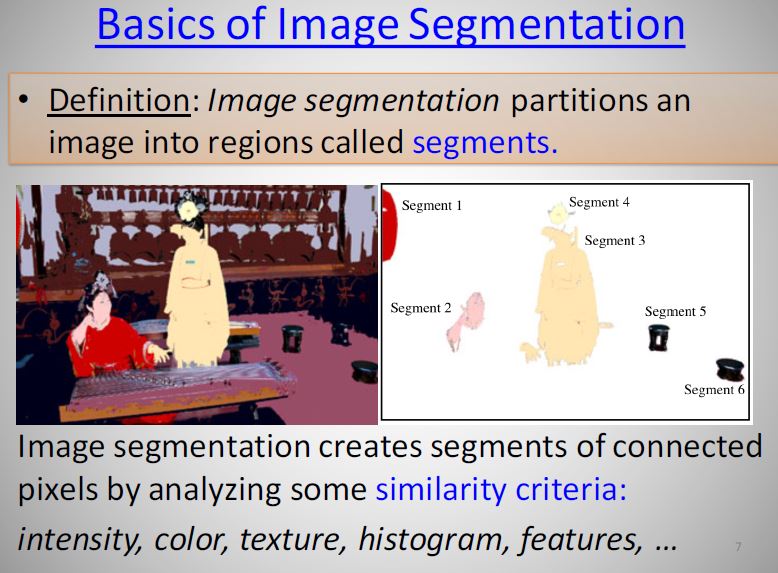 Basics of Image Segmentation
• Definition: Image segmentation partitions an
image into regions called segments.
Segment 1
Segment 4
Segment 3
Segment 2
Segment 5
Segment 6
Image segmentation creates segments of connected
pixels by analyzing some similarity criteria:
intensity, color, texture, histogram, features, …
7